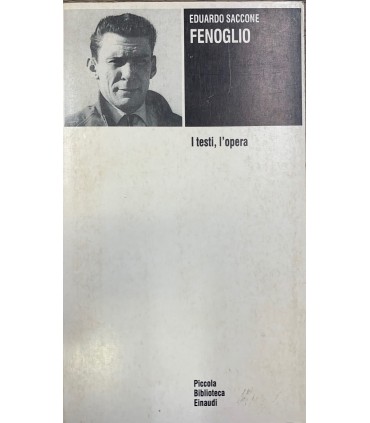 EDUARDO SACCONE
FENOGLIO
I testi, l'opera
Piccola
Biblioteca
Einaudi